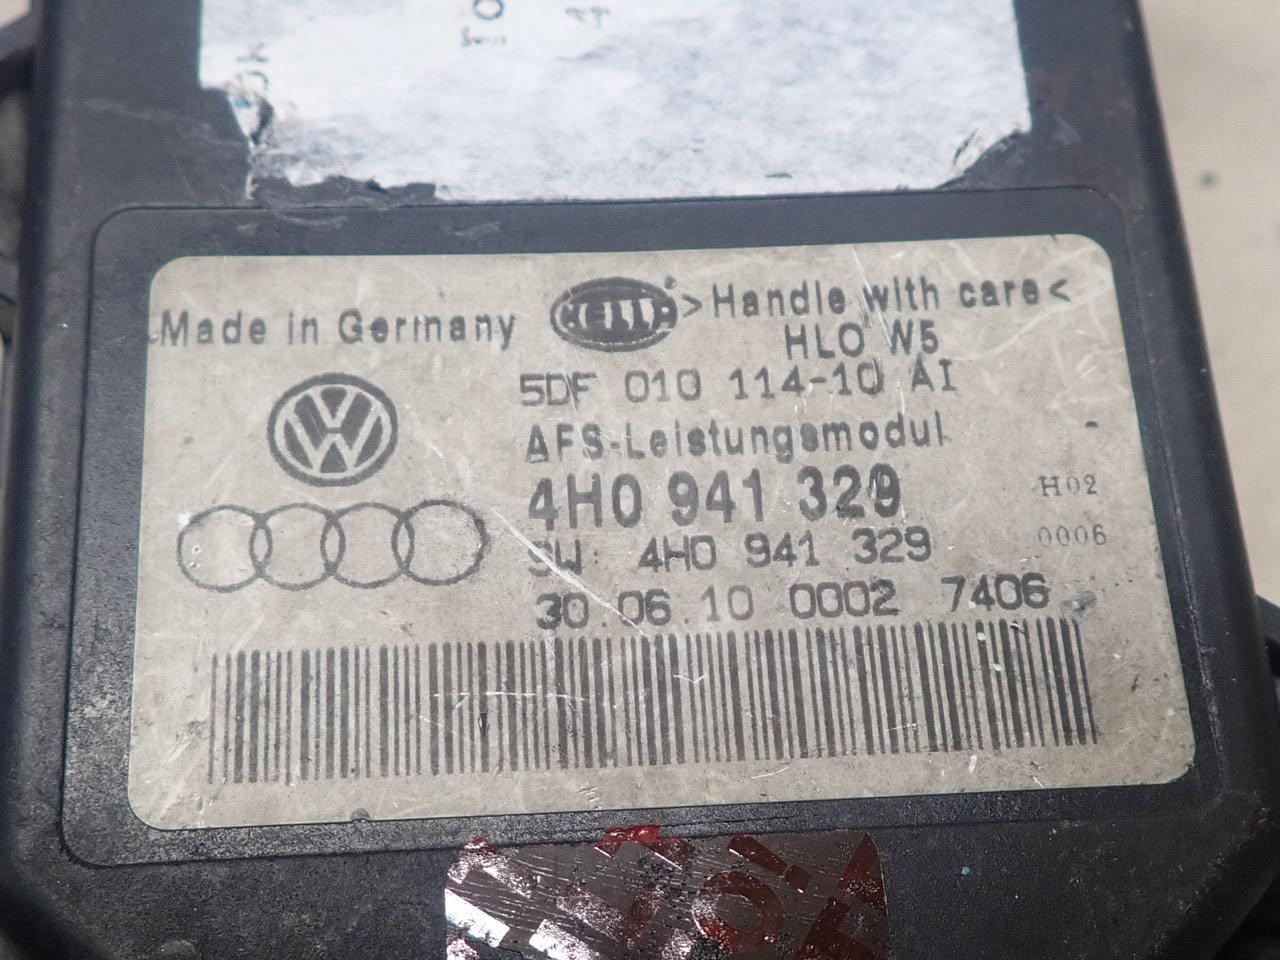 Made in Germany HELLA >Handle with care<
HLO W5
5DF 010 114-10 AI
AFS-Leistungsmodul
4H0 941 329
SW: 4H0 941 329
H02
0006
30.06.10 0002 7406